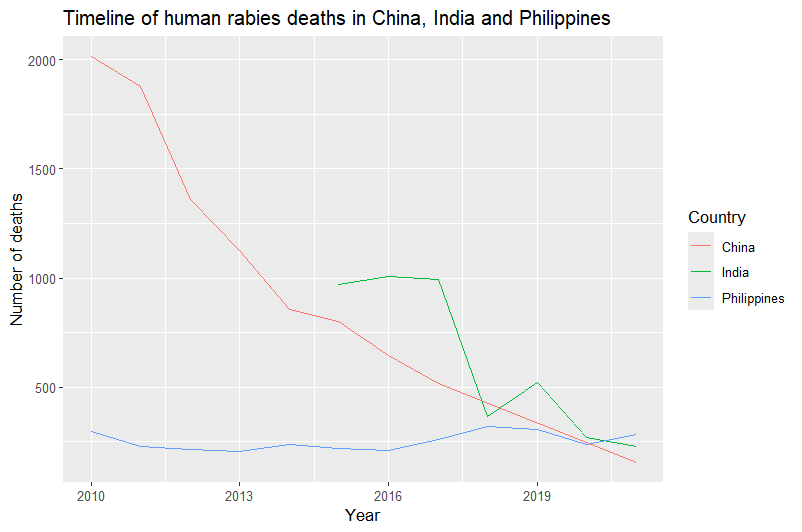 Timeline of human rabies deaths in China, India and Philippines
2000
1500
1000
500
Number of deaths
2010 2013 2016 2019
Year
Country
China
India
Philippines